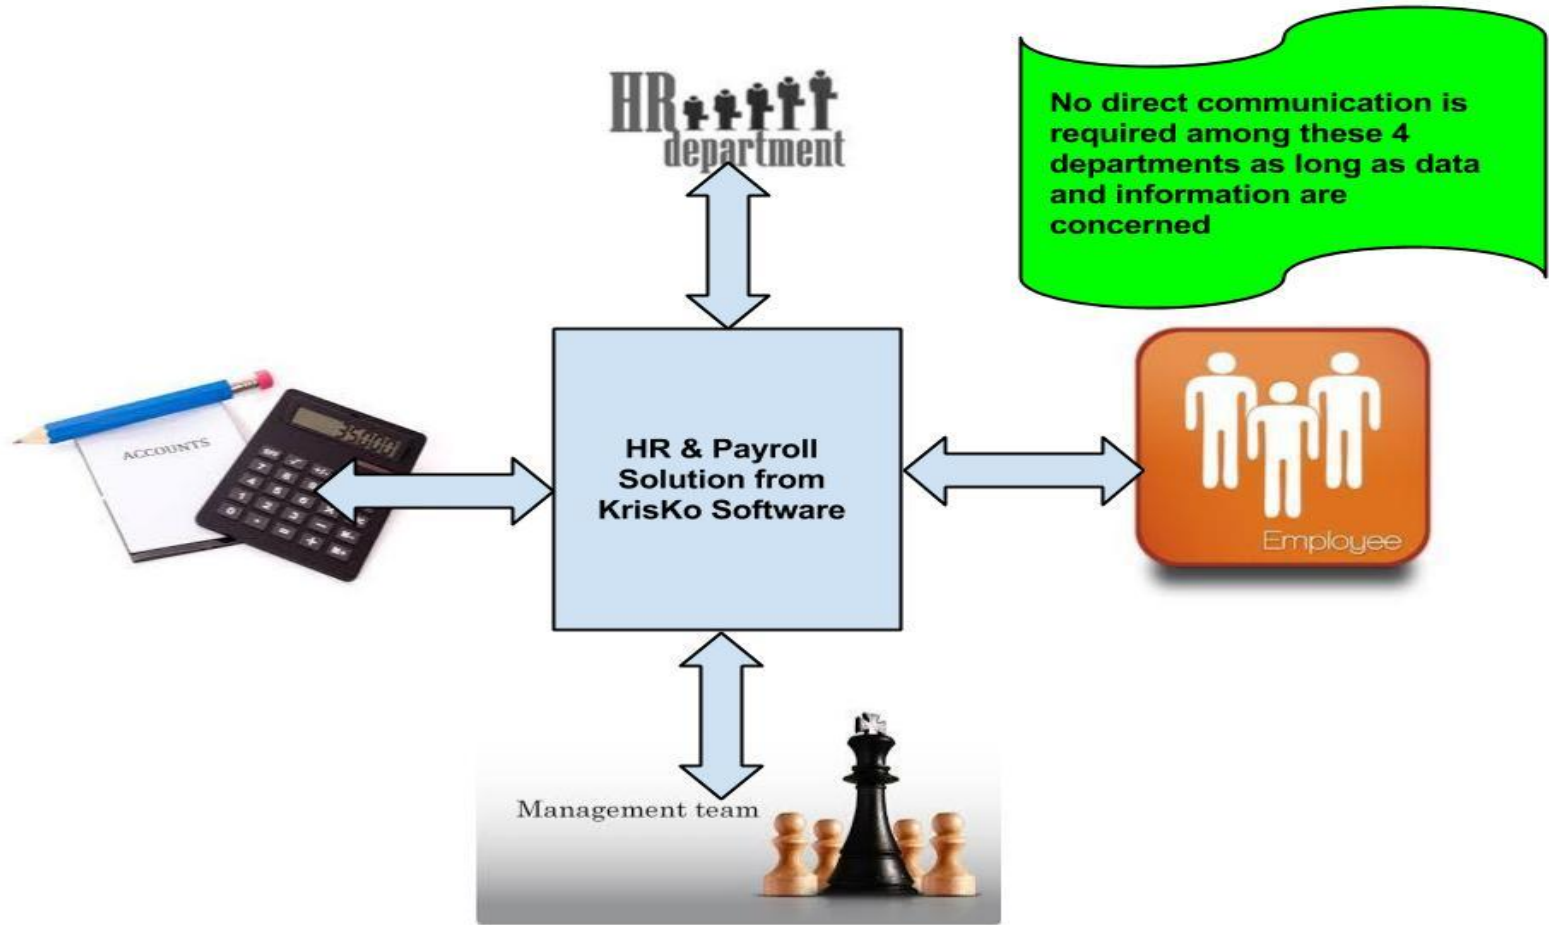 HR
department
No direct communication is
required among these 4
departments as long as data
and information are
concerned
ACCOUNTS
35000
HR & Payroll
Solution from
KrisKo Software
Employee
Management team